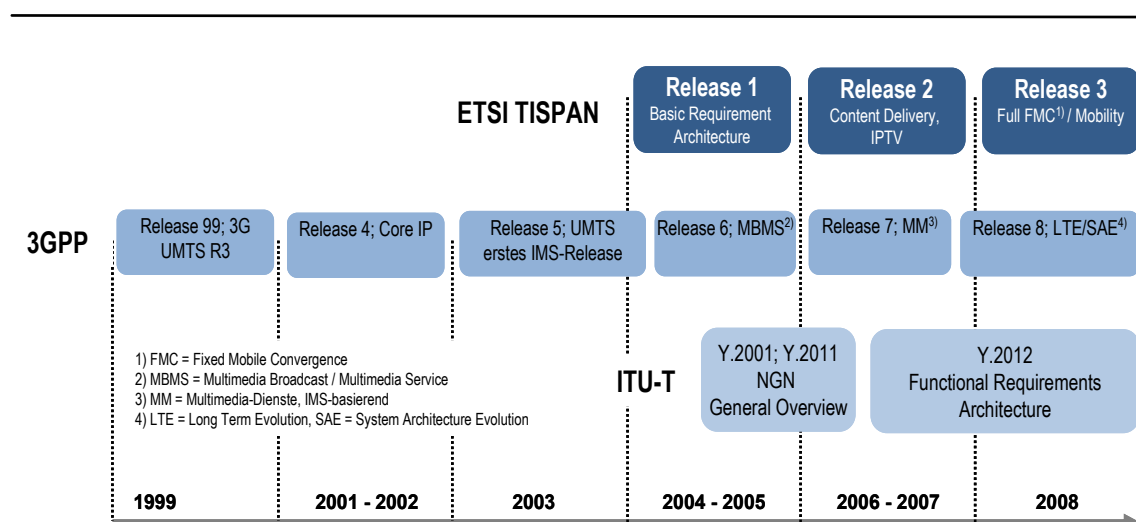 ETSI TISPAN
Release 1
Basic Requirement
Architecture
Release 2
Content Delivery,
IPTV
Release 3
Full FMC1) / Mobility
3GPP
Release 99; 3G
UMTS R3
Release 4; Core IP
Release 5; UMTS
erstes IMS-Release
Release 6; MBMS2)
Release 7; MM3)
Release 8; LTE/SAE4)
1) FMC = Fixed Mobile Convergence
2) MBMS = Multimedia Broadcast / Multimedia Service
3) MM = Multimedia-Dienste, IMS-basierend
4) LTE = Long Term Evolution, SAE = System Architecture Evolution
ITU-T
Y.2001; Y.2011
NGN
General Overview
Y.2012
Functional Requirements
Architecture
1999
2001 - 2002
2003
2004 - 2005
2006 - 2007
2008